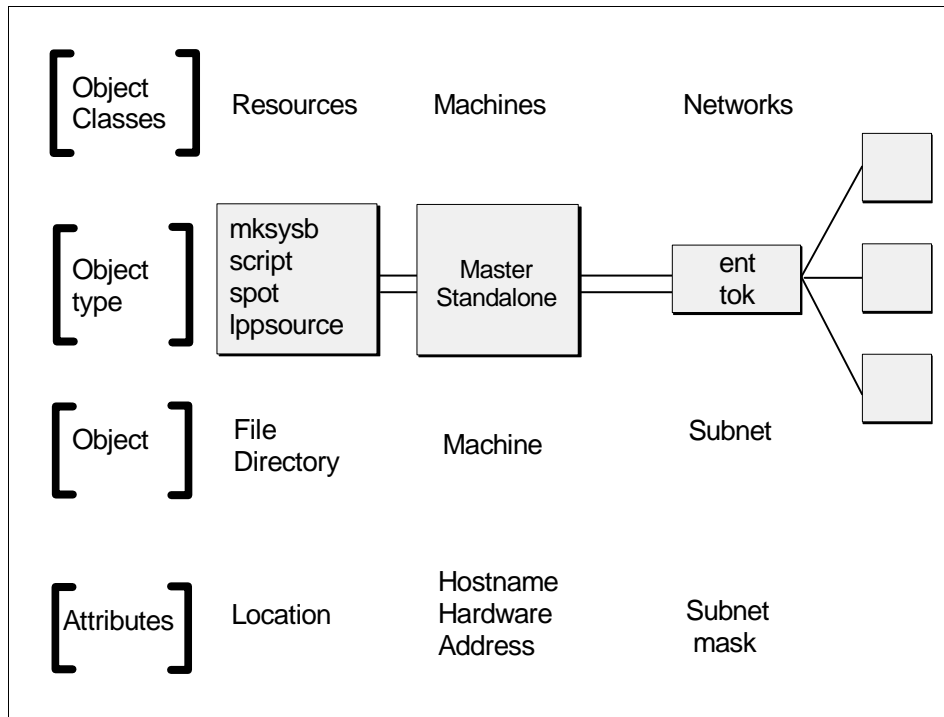 Object
Classes
Resources
Machines
Networks
Object
type
mksysb
script
spot
lppsource
Master
Standalone
ent
tok
Object
File
Directory
Machine
Subnet
Attributes
Location
Hostname
Hardware
Address
Subnet
mask